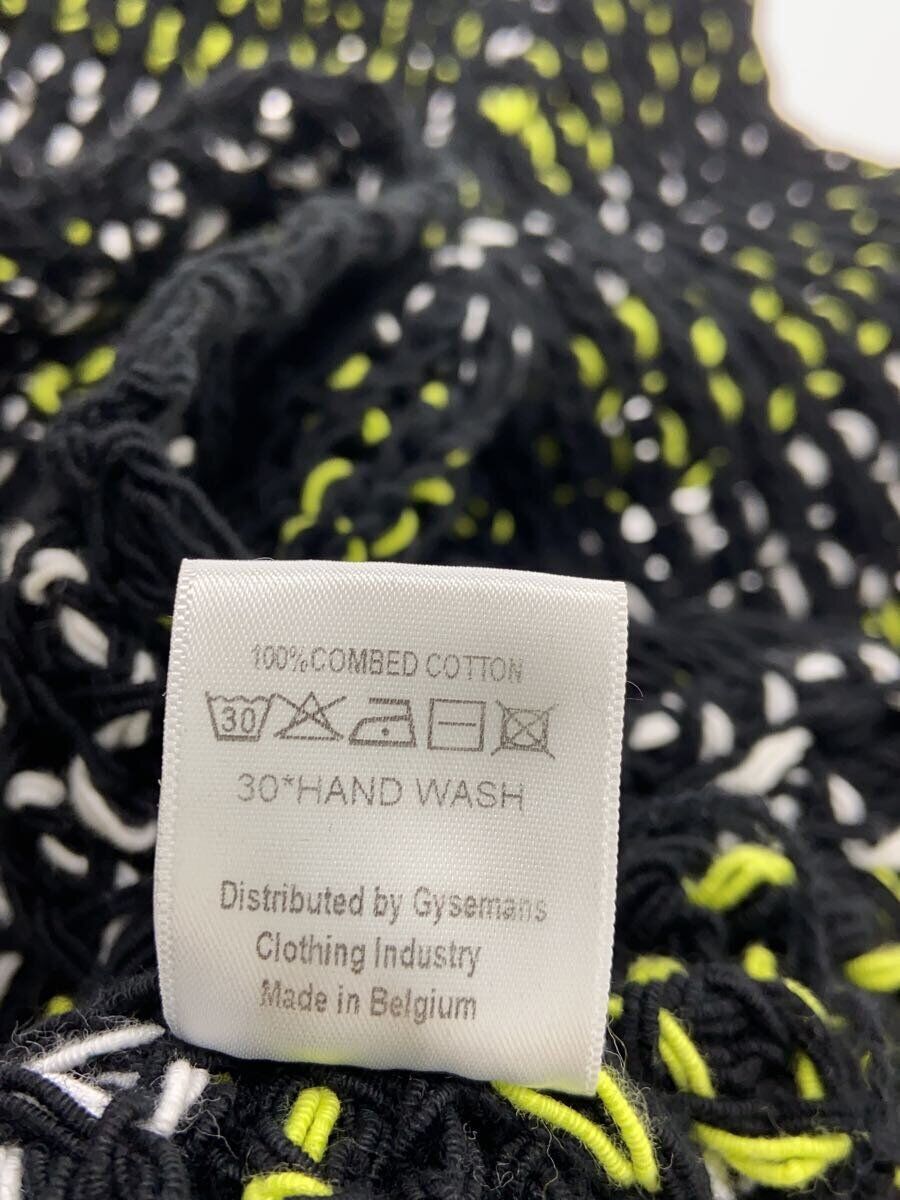 100%COMBED COTTON
30
30*HAND WASH
Distributed by Gysemans
Clothing Industry
Made in Belgium